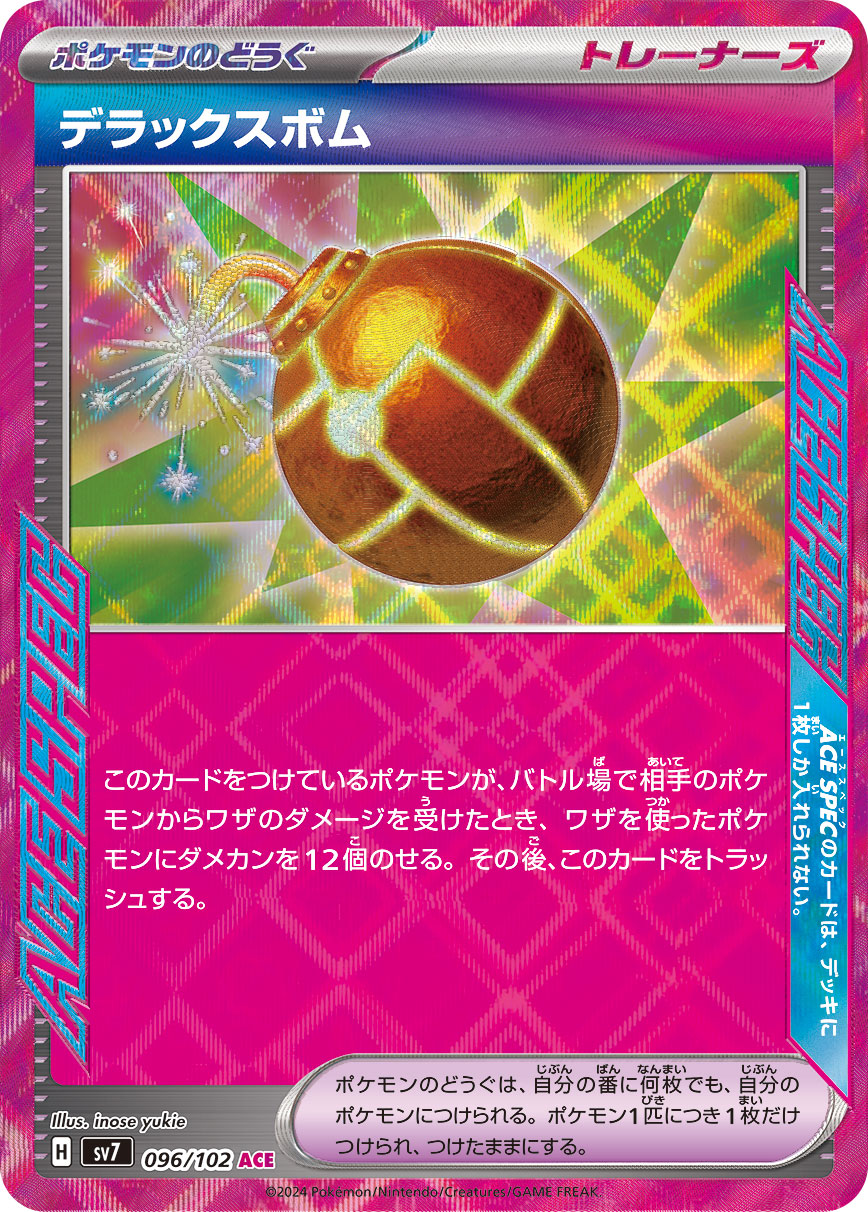 ポケモンのどうぐ
トレーナーズ
デラックスボム
ACE SPEC
ACE SPEC
ACE SPECのカードは、デッキに
1枚しか入れられない。
このカードをつけているポケモンが、バトル場で相手のポケ
モンからワザのダメージを受けたとき、ワザを使ったポケ
モンにダメカンを12個のせる。その後、このカードをトラッ
シュする。
ポケモンのどうぐは、自分の番に何枚でも、自分の
ポケモンにつけられる。ポケモン1匹につき1枚だけ
つけられ、つけたままにする。
Illus. inose yukie
H sv7 096/102 ACE
©2024 Pokémon/Nintendo/Creatures/GAME FREAK.